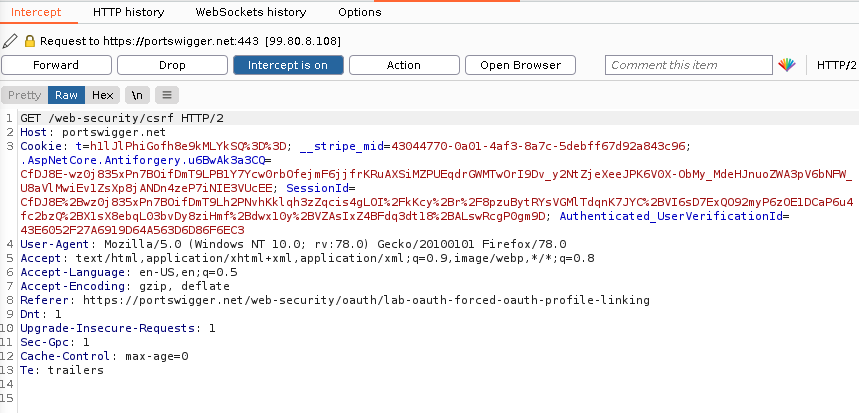 Intercept HTTP history WebSockets history Options
Request to https://portswigger.net:443 [99.80.8.108]
Forward Drop Intercept is on Action Open Browser Comment this item HTTP/2
Pretty Raw Hex \n
1 GET /web-security/csrf HTTP/2
2 Host: portswigger.net
3 Cookie: t=h1lJlPhiGofh8e9kMLYkSQ%3D%3D; __stripe_mid=43044770-0a01-4af3-8a7c-5debff67d92a843c96;
.AspNetCore.Antiforgery.u6BwAk3a3CQ=
CfDJ8E-wz0j835xPn7BOifDmT9LPB1Y7Ycw0rbOfejmF6jjfrKRuAXSiMZPUEqdrGWMTwOrI9Dv_y2NtZjeXeeJPK6V0X-ObMy_MdeHJnuoZWA3pV6bNFW_
U8aVlMwiEv1ZsXp8jANDn4zeP7iNIE3VUcEE; SessionId=
CfDJ8E%2Bwz0j835xPn7BOifDmT9Lh2PNvhKklqh3zZqcis4gLOI%2FkKcy%2Br%2F8pzuBytRYsVGMlTdqnK7JYC%2BVI6sD7ExQO92myP6zOE1DCaP6u4
fc2bzQ%2BX1sX8ebqL03bvDy8ziHmf%2Bdwx10y%2BVZAsIxZ4BFdq3dt18%2BALswRcgP0gm9D; Authenticated_UserVerificationId=
43E6052F27A6919D64A563D6D86F6EC3
4 User-Agent: Mozilla/5.0 (Windows NT 10.0; rv:78.0) Gecko/20100101 Firefox/78.0
5 Accept: text/html,application/xhtml+xml,application/xml;q=0.9,image/webp,*/*;q=0.8
6 Accept-Language: en-US,en;q=0.5
7 Accept-Encoding: gzip, deflate
8 Referer: https://portswigger.net/web-security/oauth/lab-oauth-forced-oauth-profile-linking
9 Dnt: 1
10 Upgrade-Insecure-Requests: 1
11 Sec-Gpc: 1
12 Cache-Control: max-age=0
13 Te: trailers
14
15